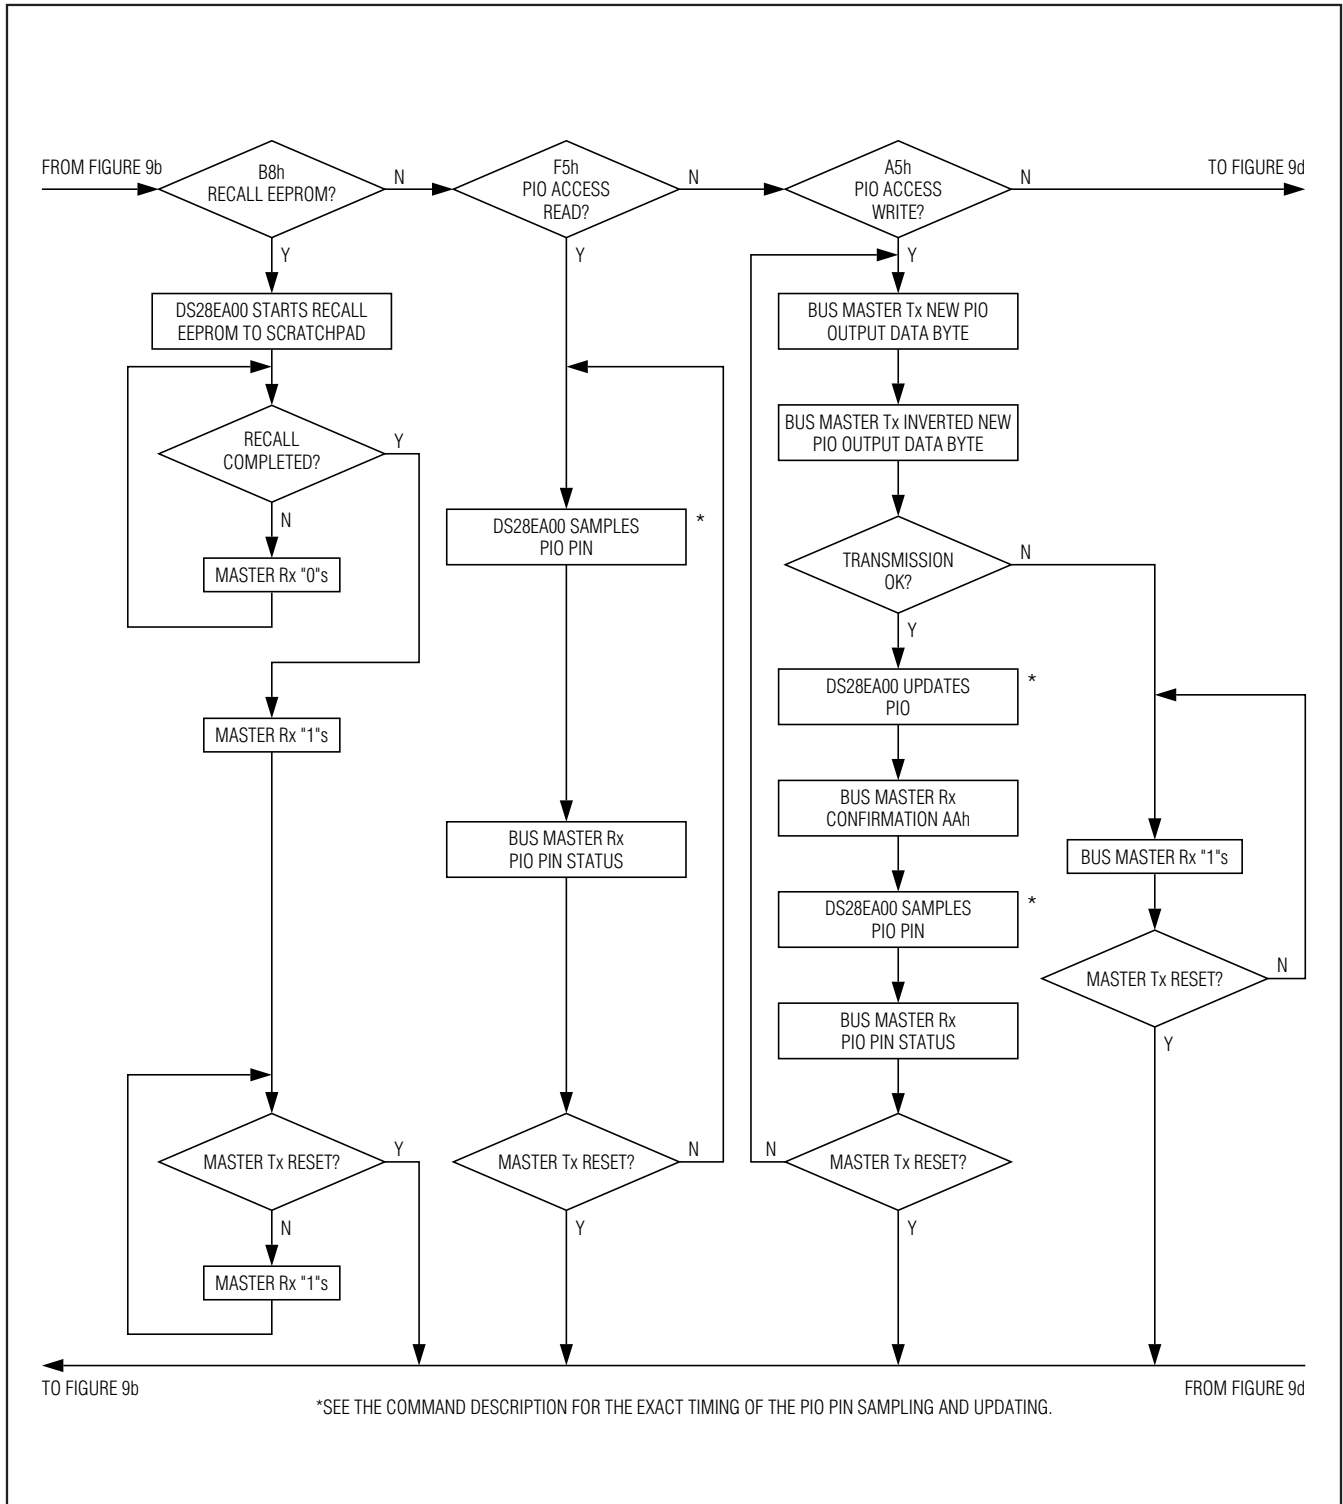 FROM FIGURE 9b
B8h
RECALL EEPROM?
N
Y
F5h
PIO ACCESS
READ?
N
Y
A5h
PIO ACCESS
WRITE?
N
Y
TO FIGURE 9d
DS28EA00 STARTS RECALL
EEPROM TO SCRATCHPAD
RECALL
COMPLETED?
Y
N
MASTER Rx "0"s
MASTER Rx "1"s
MASTER Tx RESET?
Y
N
MASTER Rx "1"s
DS28EA00 SAMPLES
PIO PIN
*
BUS MASTER Rx
PIO PIN STATUS
MASTER Tx RESET?
N
Y
BUS MASTER Tx NEW PIO
OUTPUT DATA BYTE
BUS MASTER Tx INVERTED NEW
PIO OUTPUT DATA BYTE
TRANSMISSION
OK?
N
Y
DS28EA00 UPDATES
PIO
*
BUS MASTER Rx
CONFIRMATION AAh
DS28EA00 SAMPLES
PIO PIN
*
BUS MASTER Rx
PIO PIN STATUS
N
MASTER Tx RESET?
Y
BUS MASTER Rx "1"s
MASTER Tx RESET?
N
Y
TO FIGURE 9b
FROM FIGURE 9d
*SEE THE COMMAND DESCRIPTION FOR THE EXACT TIMING OF THE PIO PIN SAMPLING AND UPDATING.